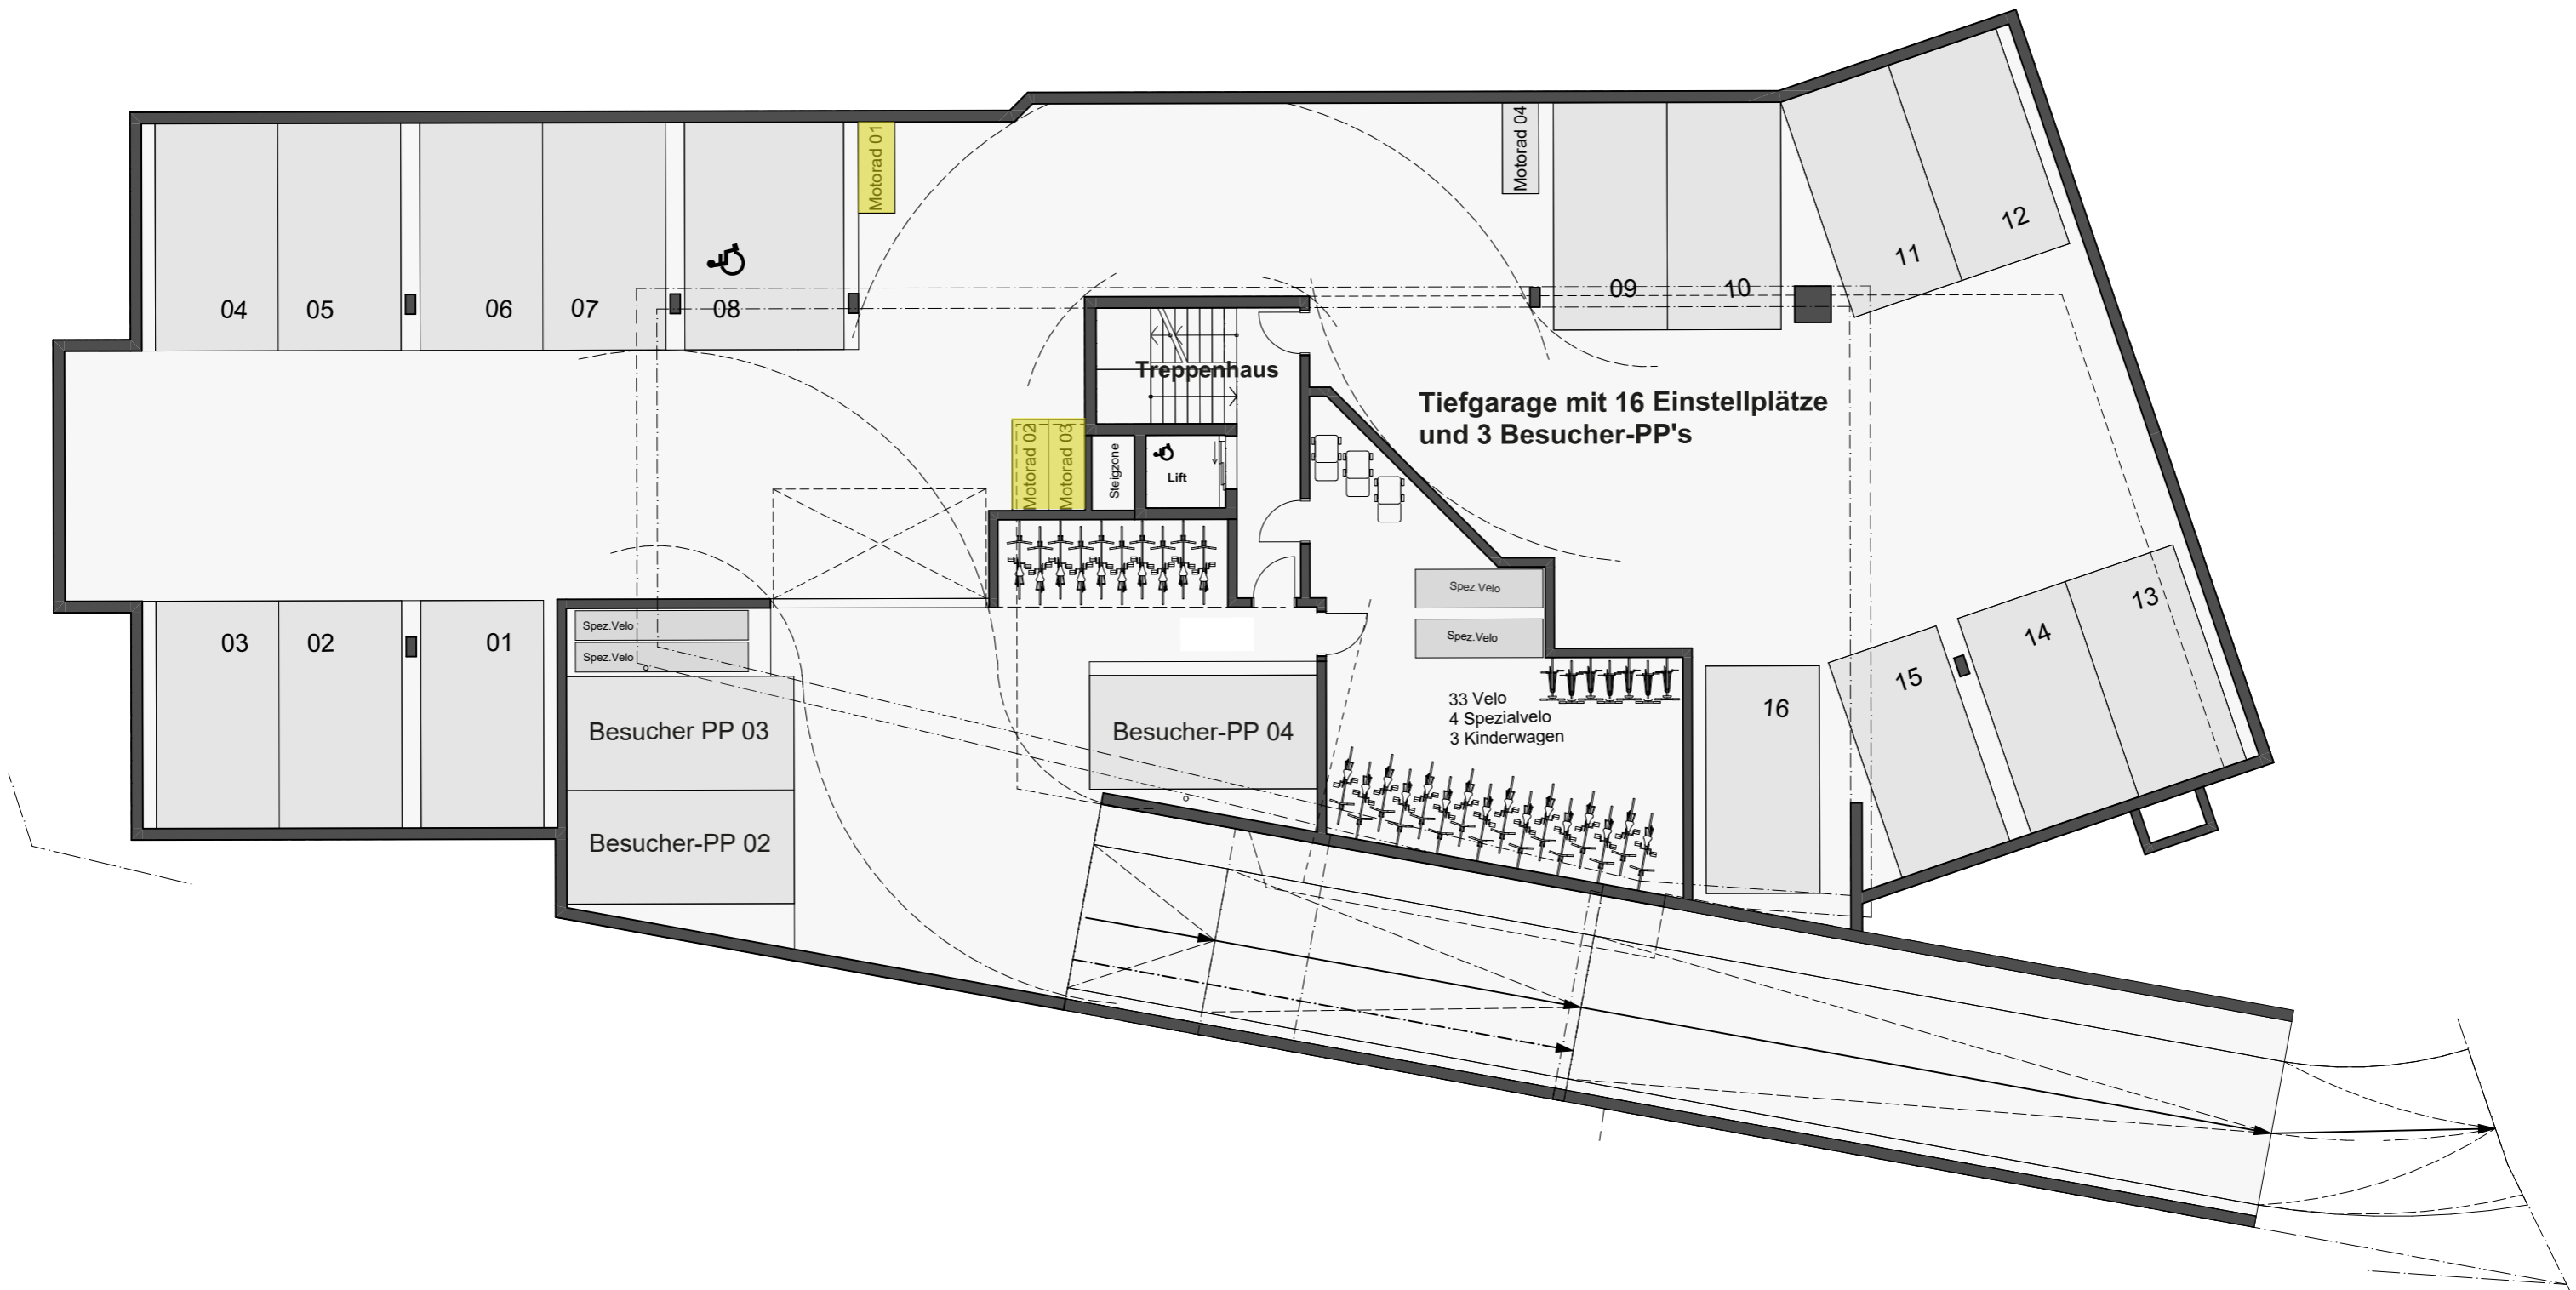 Motorad 01
Motorad 04
04
05
06
07
08
09
10
11
12
Treppenhaus
Tiefgarage mit 16 Einstellplätze
und 3 Besucher-PP's
Motorad 02
Motorad 03
Steigzone
Lift
03
02
01
Spez.Velo
Spez.Velo
Spez.Velo
Spez.Velo
13
14
15
16
33 Velo
4 Spezialvelo
3 Kinderwagen
Besucher PP 03
Besucher-PP 04
Besucher-PP 02